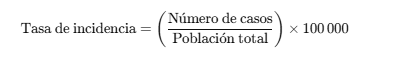 Tasa de incidencia = (Número de casos / Población total) × 100 000